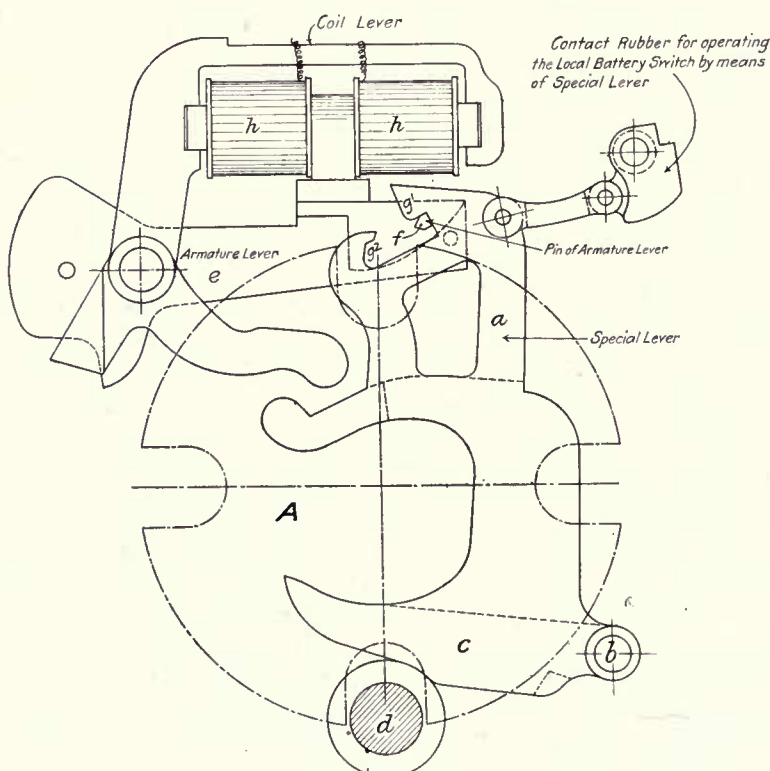 Coil Lever
Contact Rubber for operating
the Local Battery Switch by means
of Special Lever
h
h
g'
f
g²
Pin of Armature Lever
Armature Lever
e
a
Special Lever
A
c
b
d